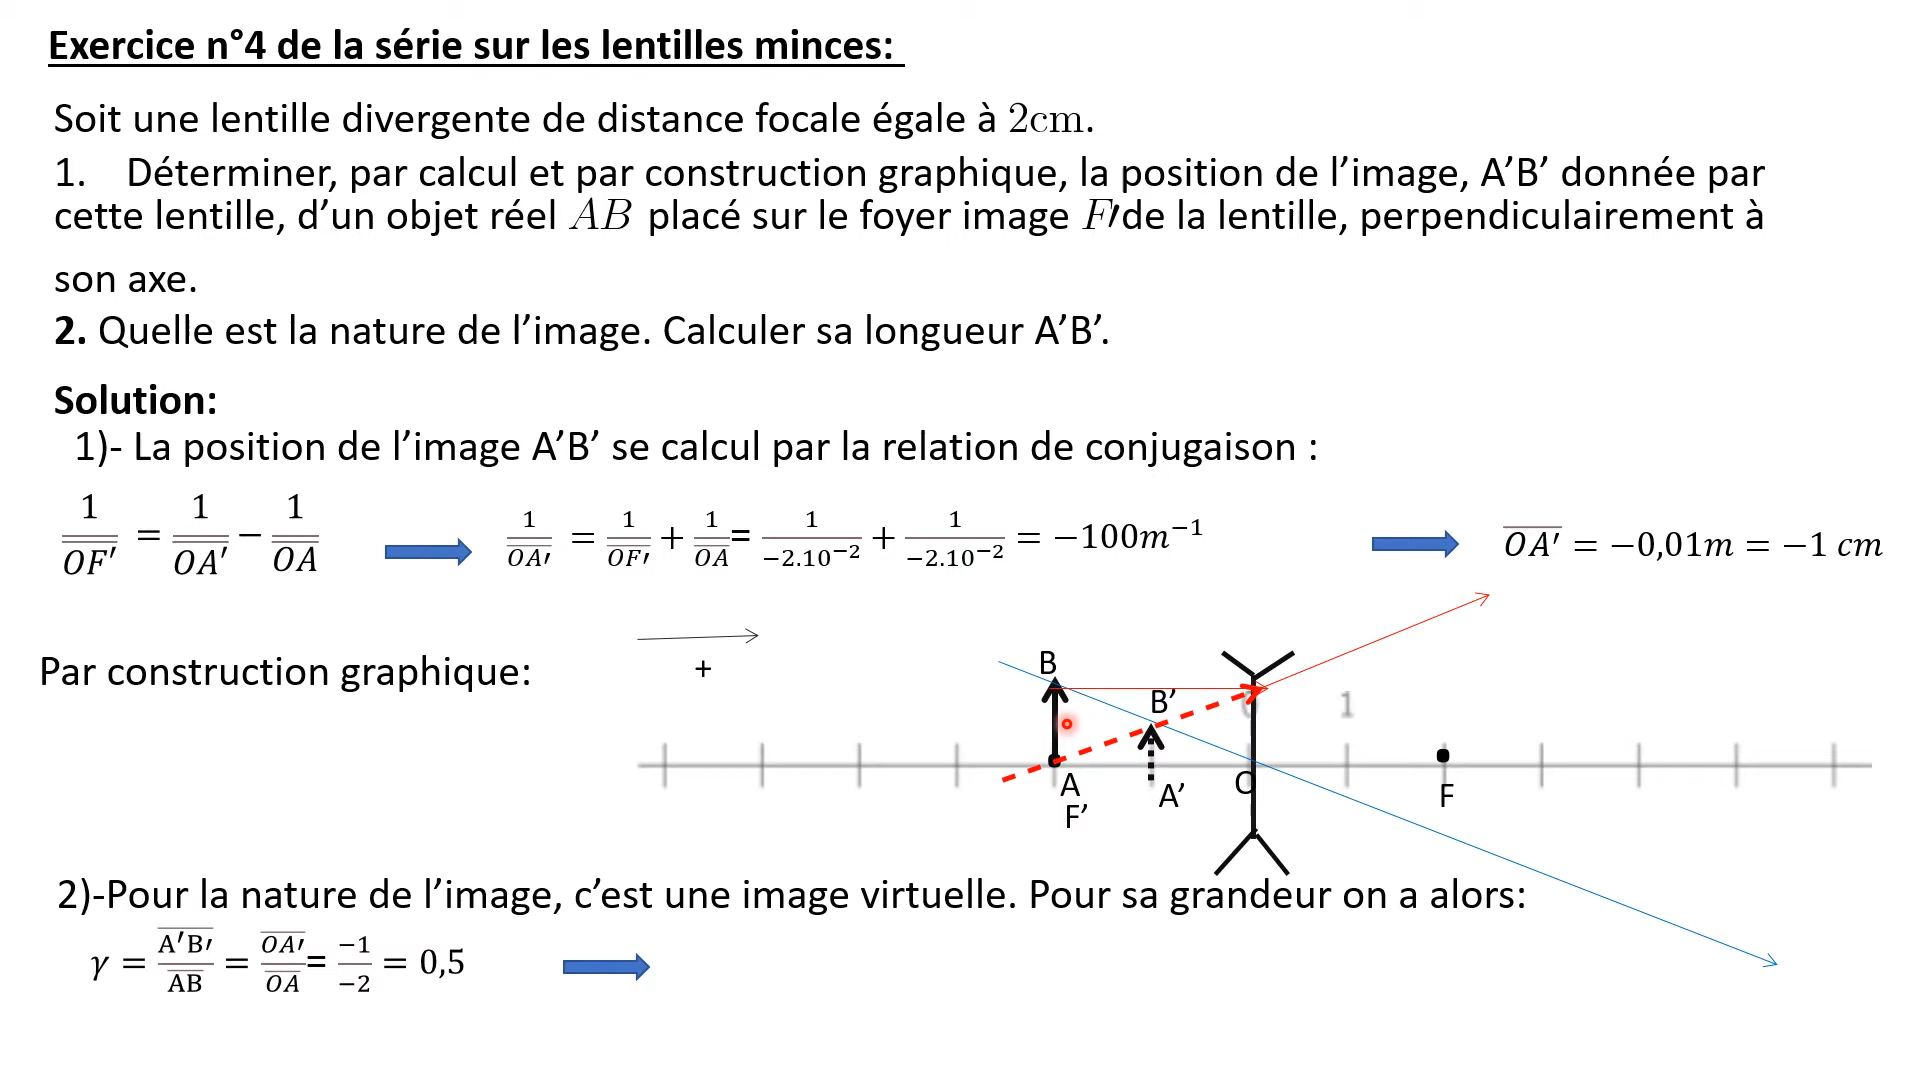 Exercice n°4 de la série sur les lentilles minces:
Soit une lentille divergente de distance focale égale à 2cm.
1. Déterminer, par calcul et par construction graphique, la position de l’image, A’B’ donnée par
cette lentille, d’un objet réel AB placé sur le foyer image F′de la lentille, perpendiculairement à
son axe.
2. Quelle est la nature de l’image. Calculer sa longueur A’B’.
Solution:
1)- La position de l’image A’B’ se calcul par la relation de conjugaison :
1/OF′ = 1/OA′ − 1/OA 1/OA′ = 1/OF′ + 1/OA = 1/−2.10⁻² + 1/−2.10⁻² = −100m⁻¹ OA′ = −0,01m = −1 cm
Par construction graphique:
+
B
B’
1
A
F’
A’
O
F
2)-Pour la nature de l’image, c’est une image virtuelle. Pour sa grandeur on a alors:
γ = A′B′/AB = OA′/OA = −1/−2 = 0,5